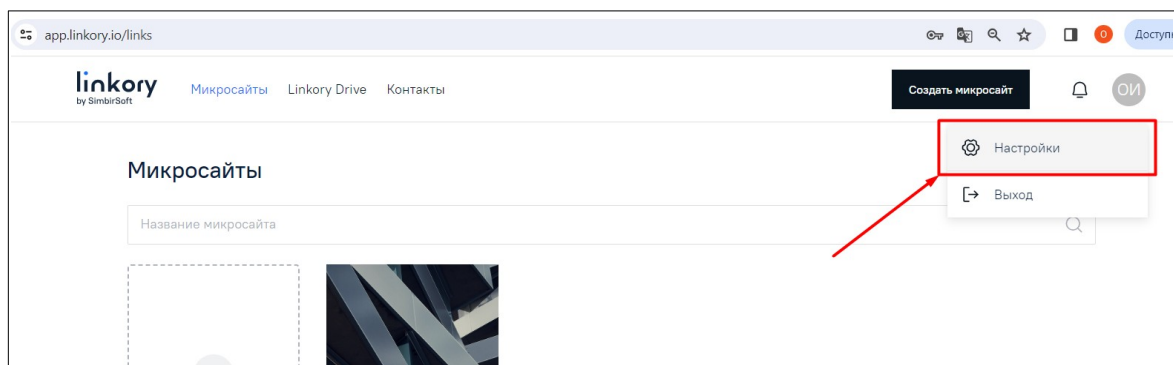 app.linkory.io/links
О
Доступн
linkory
by SimbirSoft
Микросайты Linkory Drive Контакты
Создать микросайт
ОИ
Настройки
Выход
Микросайты
Название микросайта